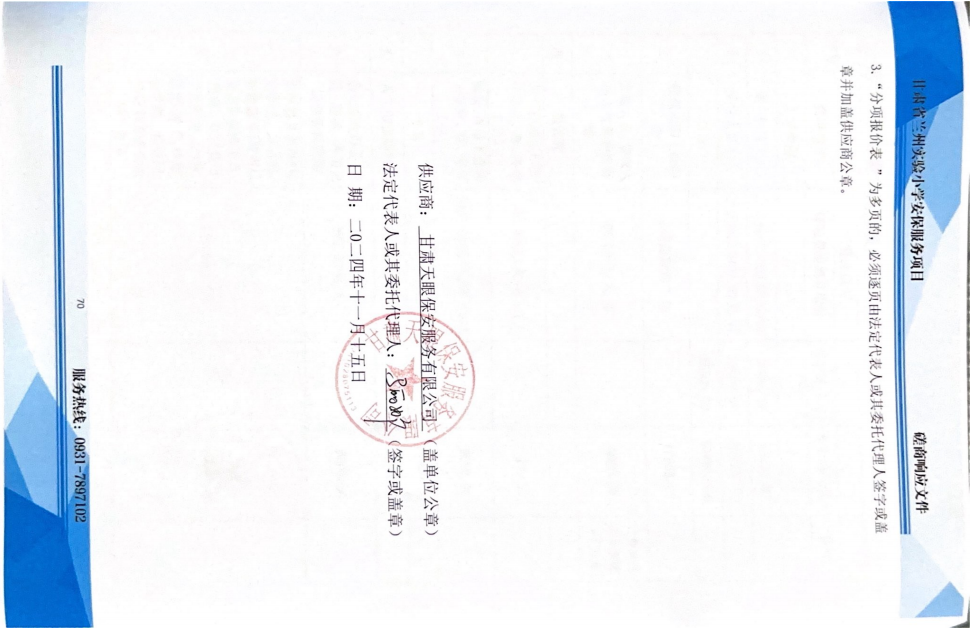 甘肃省兰州实验小学安保服务项目 磋商响应文件
3、“分项报价表 ”为多页的，必须逐页由法定代表人或其委托代理人签字或盖
章并加盖供应商公章。
供应商：甘肃天眼保安服务有限公司（盖单位公章）
法定代表人或其委托代理人：（签字或盖章）
日 期：二〇二四年十一月十五日
70
服务热线：0931-7897102